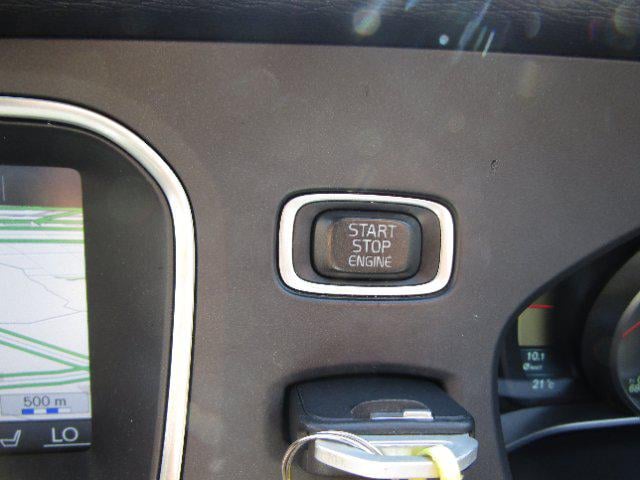 START
STOP
ENGINE
500 m
LO
10.1
21°C